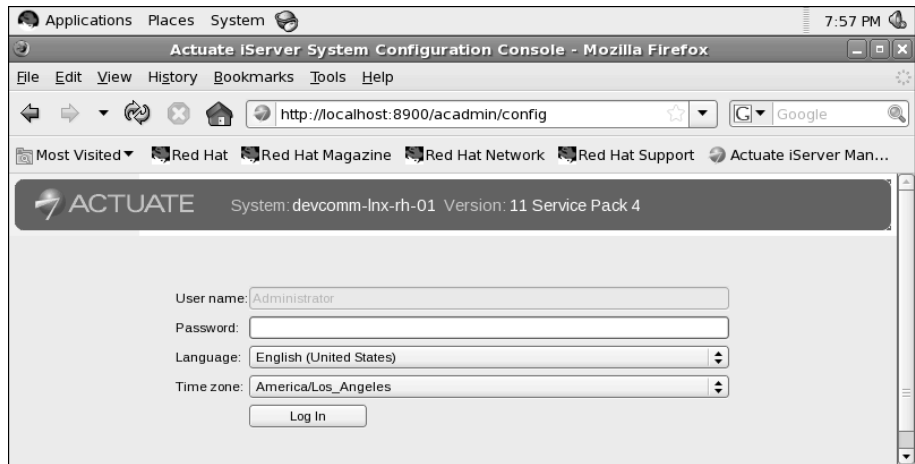 Applications Places System 7:57 PM
Actuate iServer System Configuration Console - Mozilla Firefox
File Edit View History Bookmarks Tools Help
http://localhost:8900/acadmin/config G Google
Most Visited Red Hat Red Hat Magazine Red Hat Network Red Hat Support Actuate iServer Man...
ACTUATE System: devcomm-lnx-rh-01 Version: 11 Service Pack 4
User name: Administrator
Password:
Language: English (United States)
Time zone: America/Los_Angeles
Log In